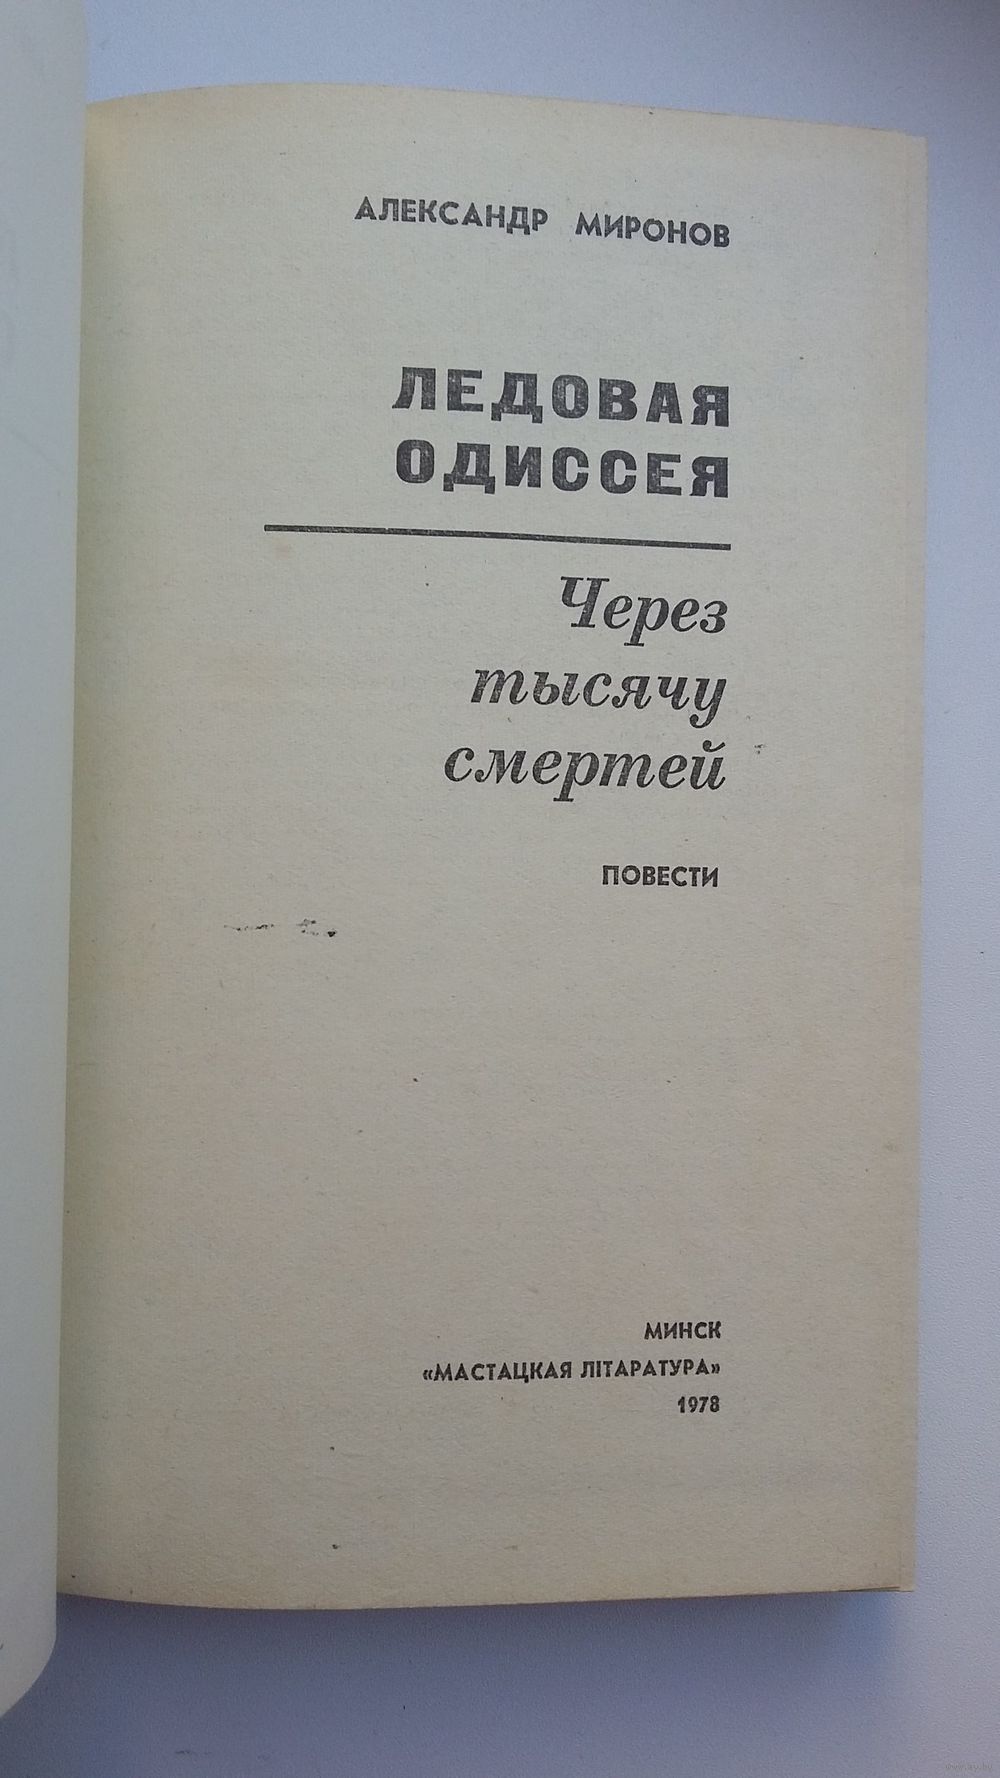 АЛЕКСАНДР МИРОНОВ
ЛЕДОВАЯ
ОДИССЕЯ
Через
тысячу
смертей
ПОВЕСТИ
МИНСК
«МАСТАЦКАЯ ЛІТАРАТУРА»
1978